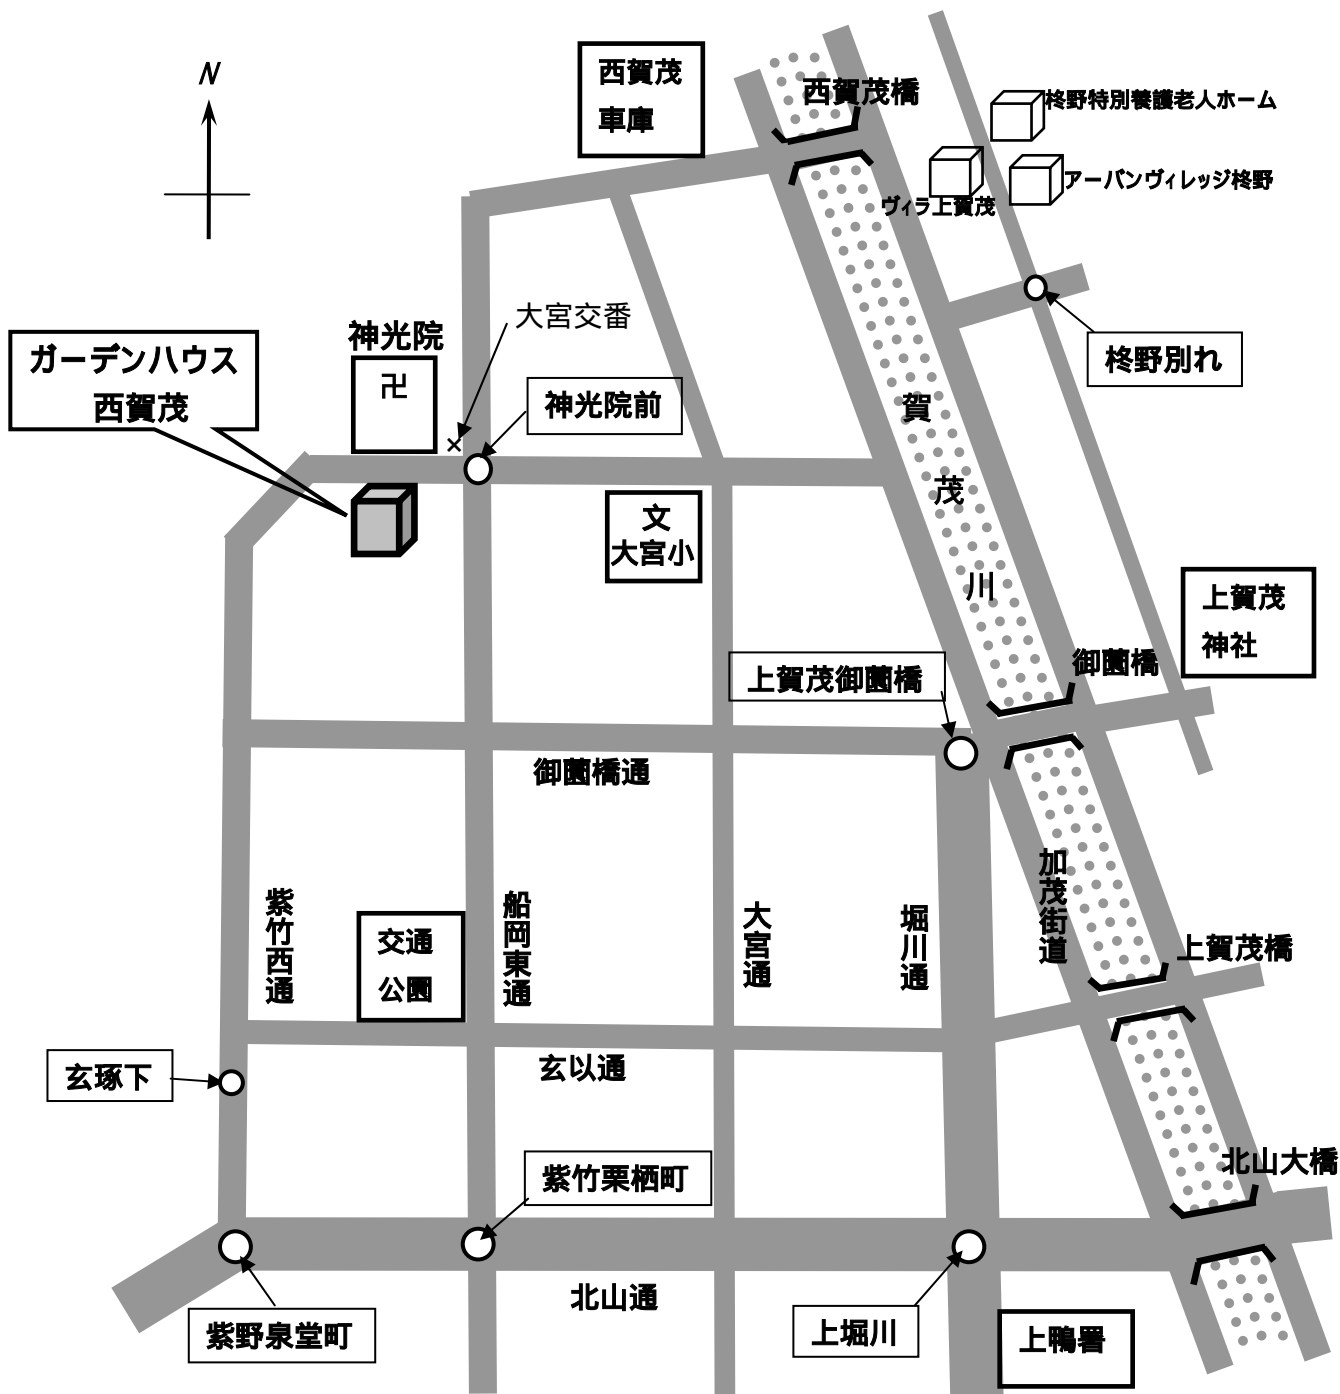 N
西賀茂
車庫
西賀茂橋
柊野特別養護老人ホーム
アーバンヴィレッジ柊野
ヴィラ上賀茂
柊野別れ
大宮交番
神光院
卍
ガーデンハウス
西賀茂
神光院前
賀
茂
川
文
大宮小
上賀茂
神社
御薗橋
上賀茂御薗橋
御薗橋通
紫竹西通
交通
公園
船岡東通
大宮通
堀川通
加茂街道
上賀茂橋
玄以通
玄琢下
紫竹栗栖町
北山大橋
北山通
紫野泉堂町
上堀川
上鴨署